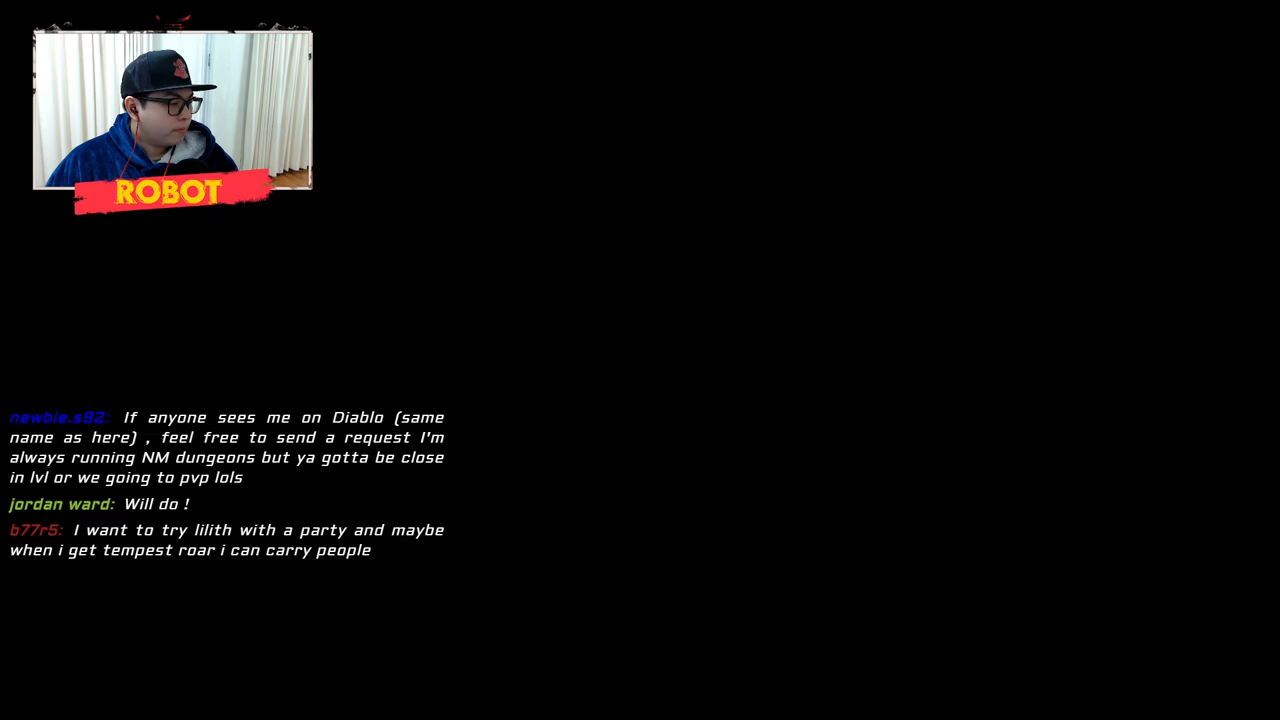 ROBOT
newbie.s92: If anyone sees me on Diablo (same
name as here) , feel free to send a request I'm
always running NM dungeons but ya gotta be close
in lvl or we going to pvp lols
jordan ward: Will do !
b77r5: I want to try lilith with a party and maybe
when i get tempest roar i can carry people